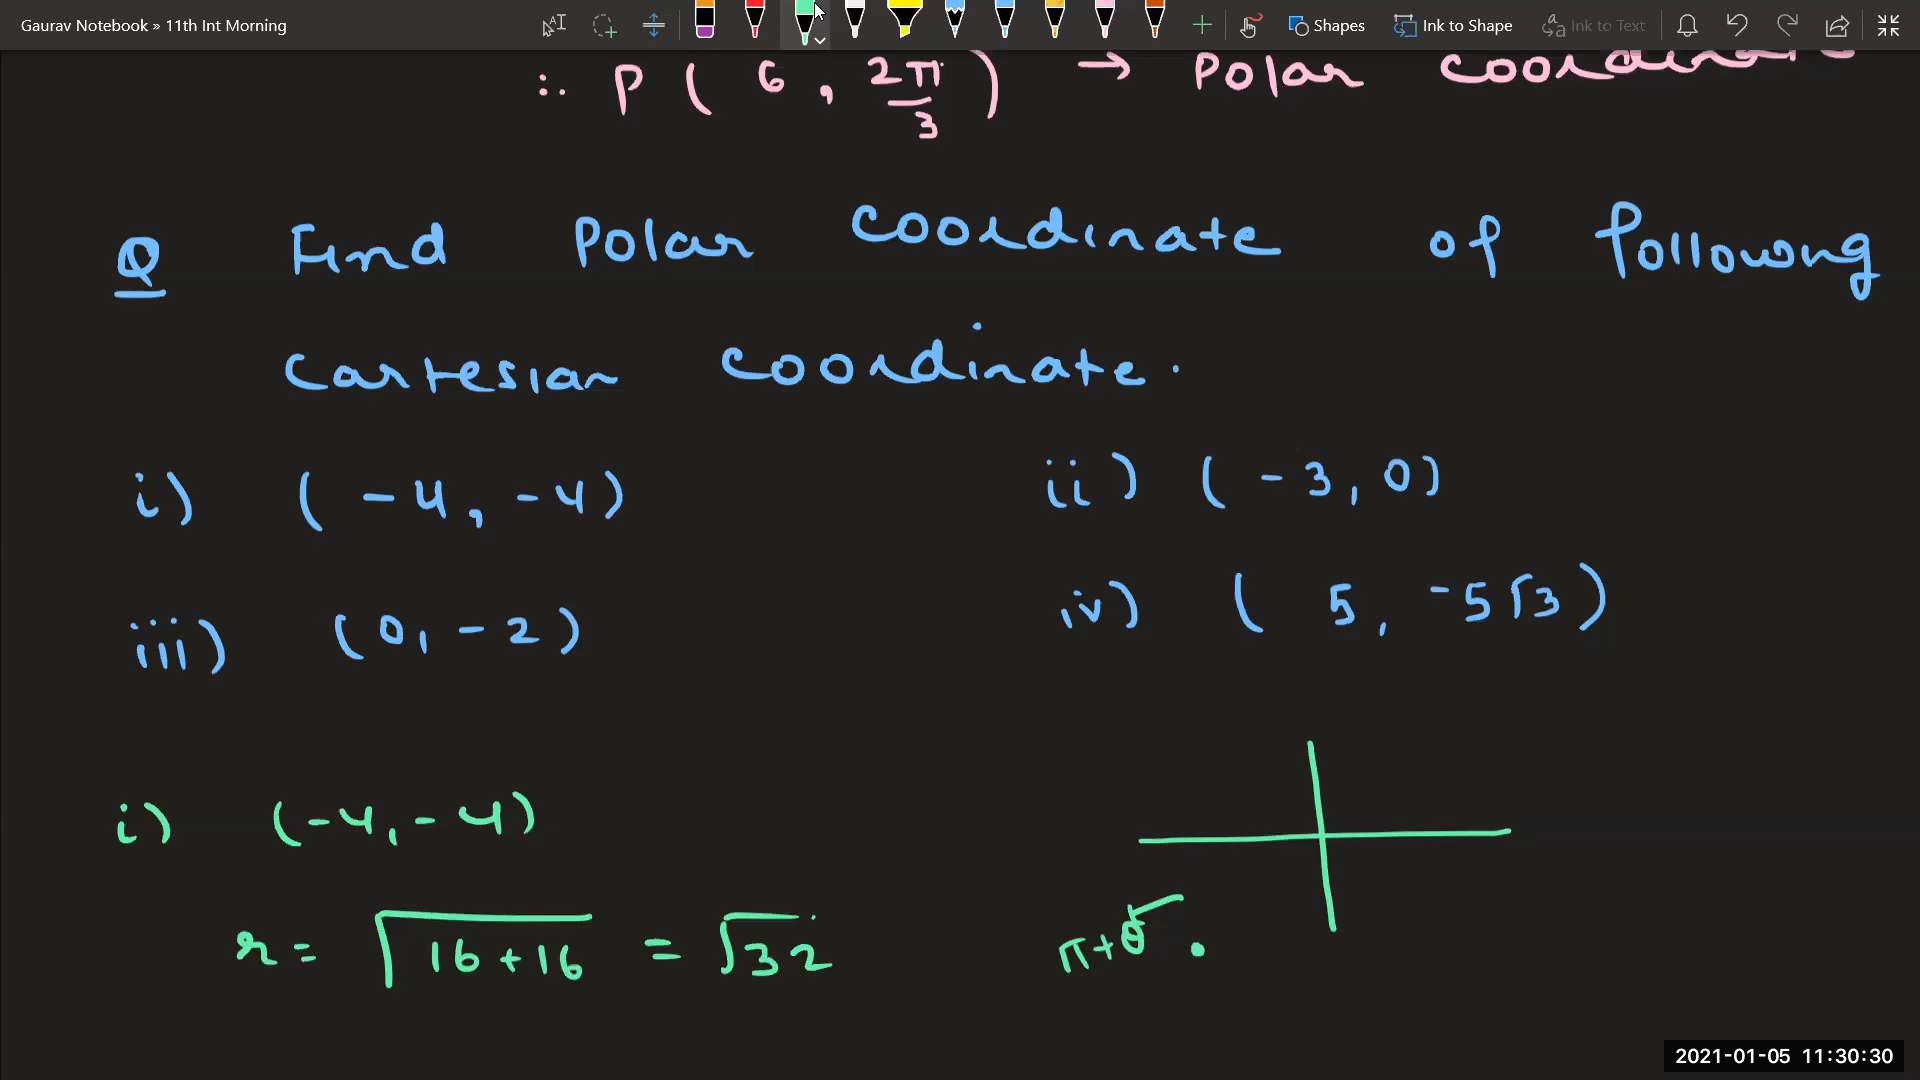 Gaurav Notebook » 11th Int Morning
Shapes
Ink to Shape
Ink to Text
∴ P ( 6 , 2π/3 ) → Polar coordinate
Q Find Polar coordinate of following
Cartesian coordinate.
i) ( -4, -4)
ii) ( -3, 0)
iii) (0, -2)
iv) ( 5, -5√3 )
i) (-4, -4)
r = √16+16 = √32
π+θ
2021-01-05 11:30:30